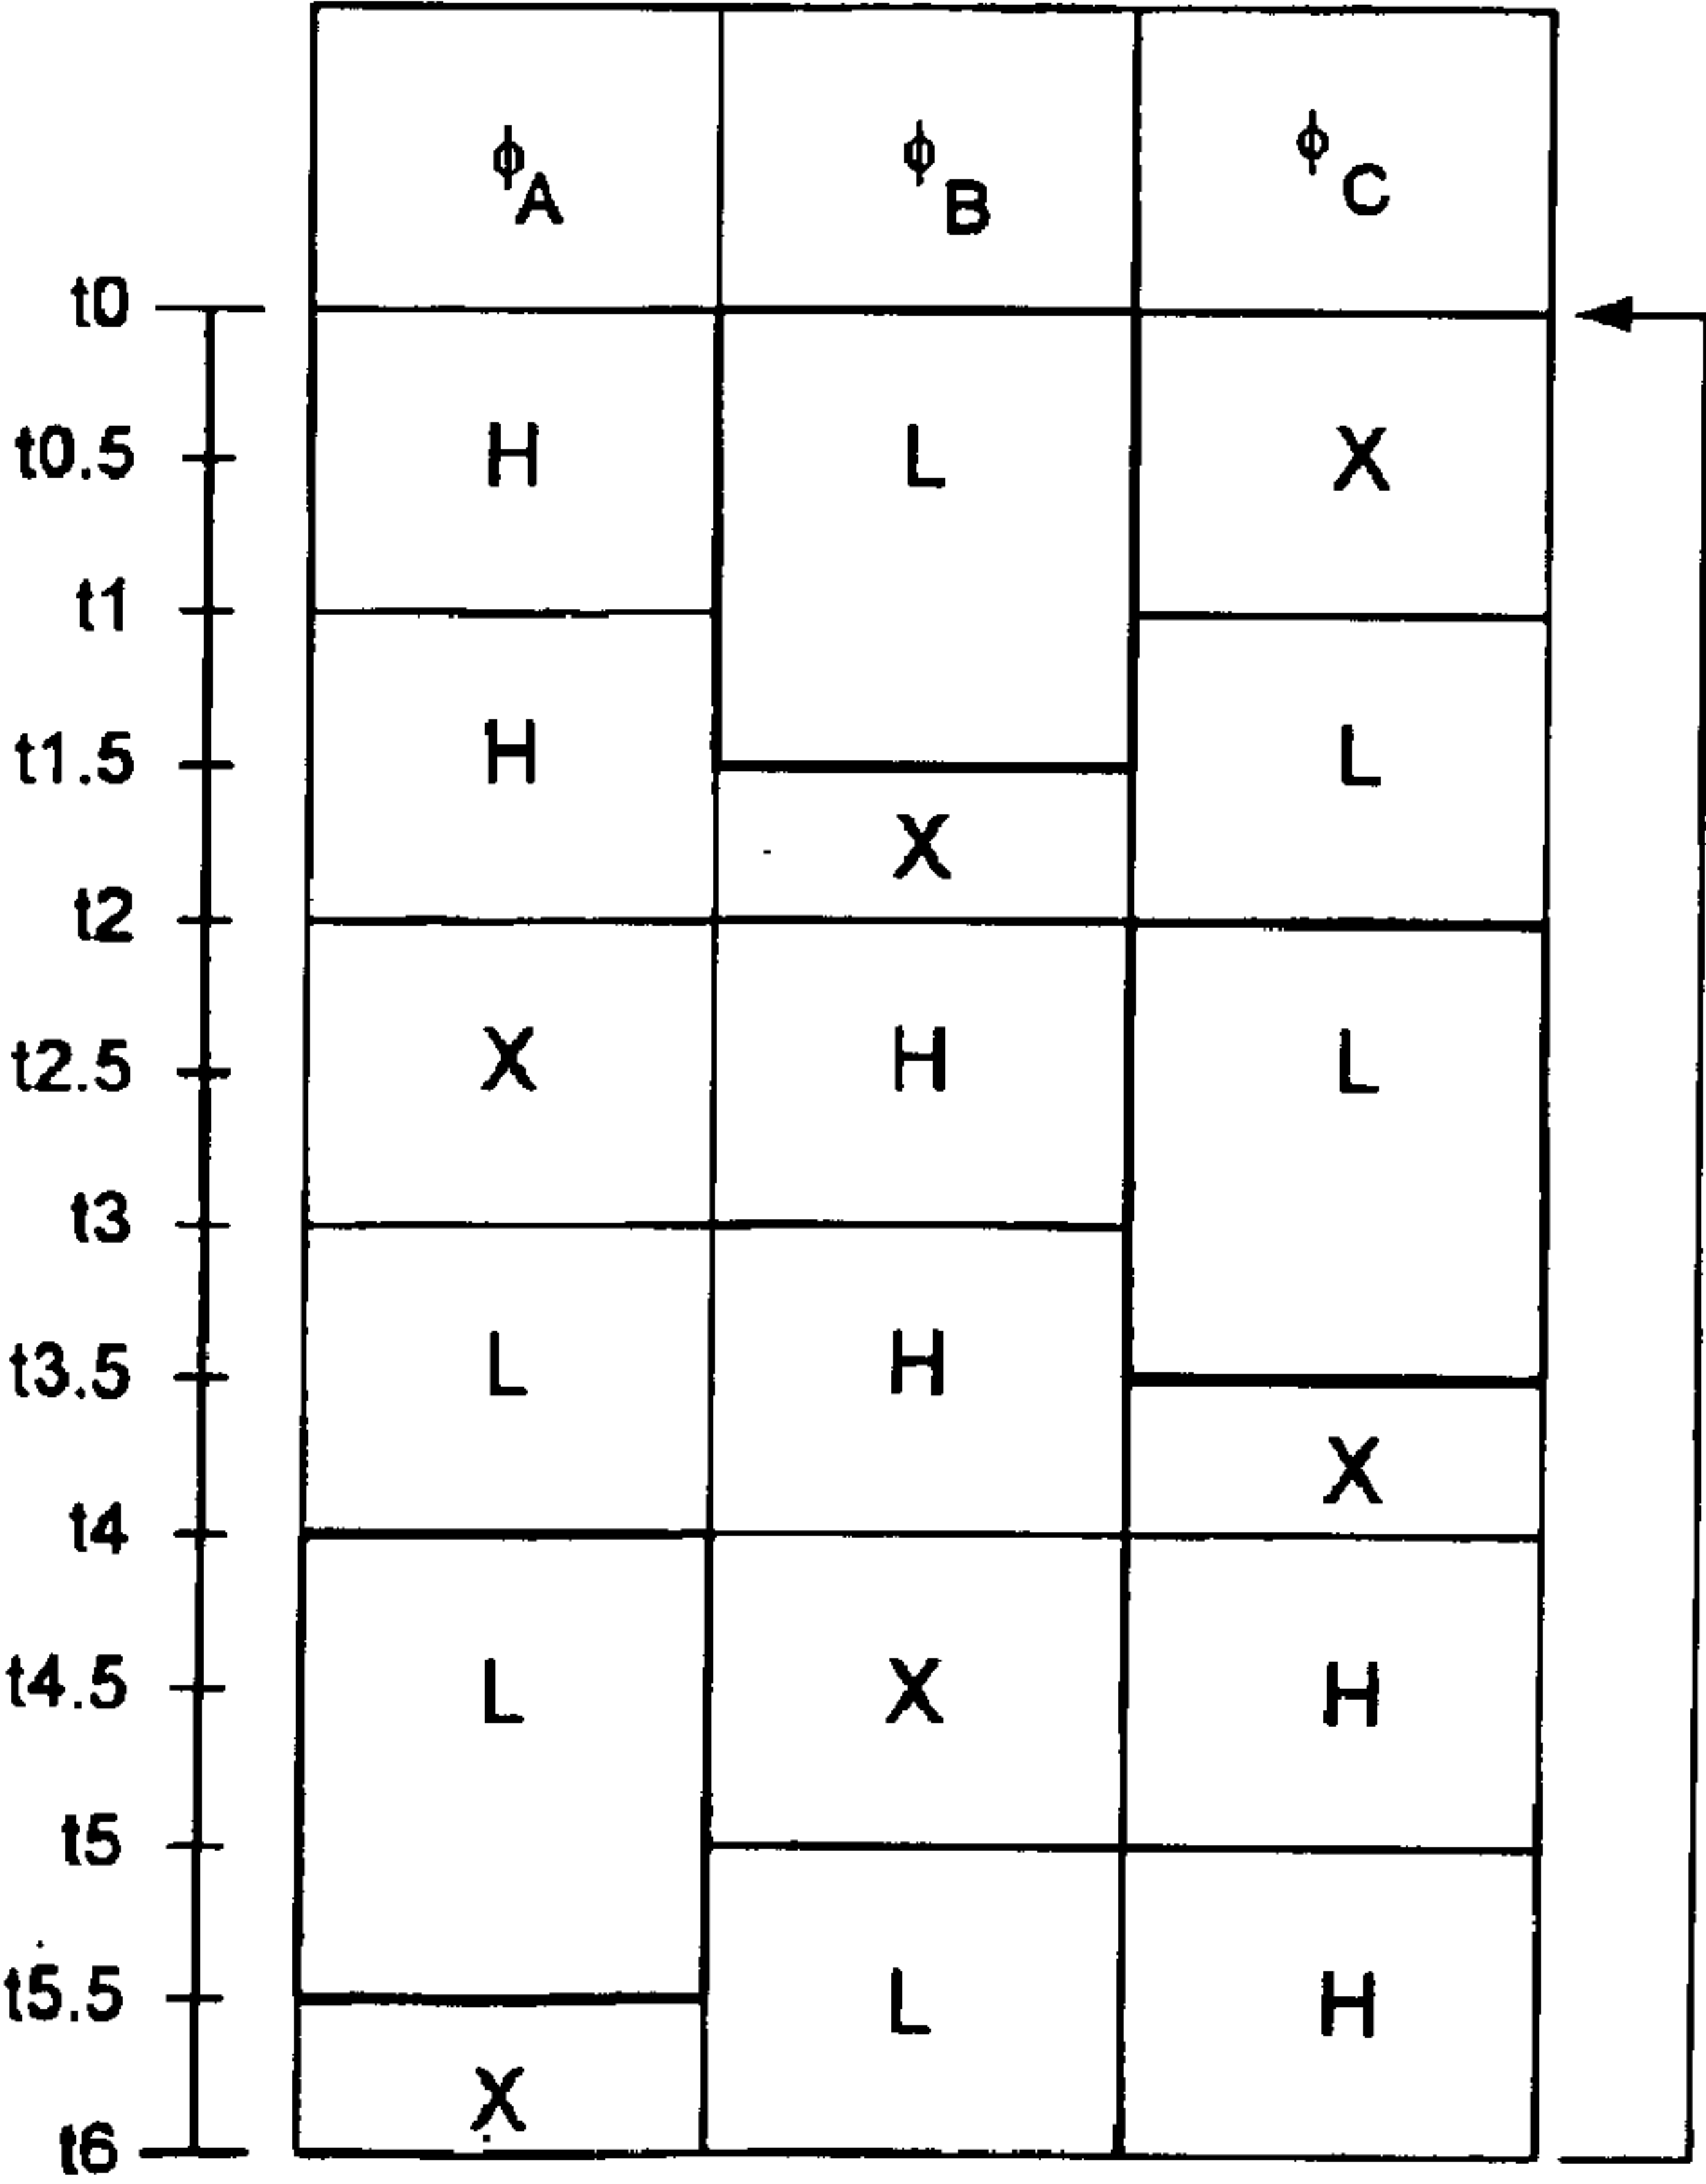 ϕA ϕB ϕC
t0
t0.5 H L X
t1
t1.5 H L
X
t2
t2.5 X H L
t3
t3.5 L H
X
t4
t4.5 L X H
t5
t5.5 L H
X
t6